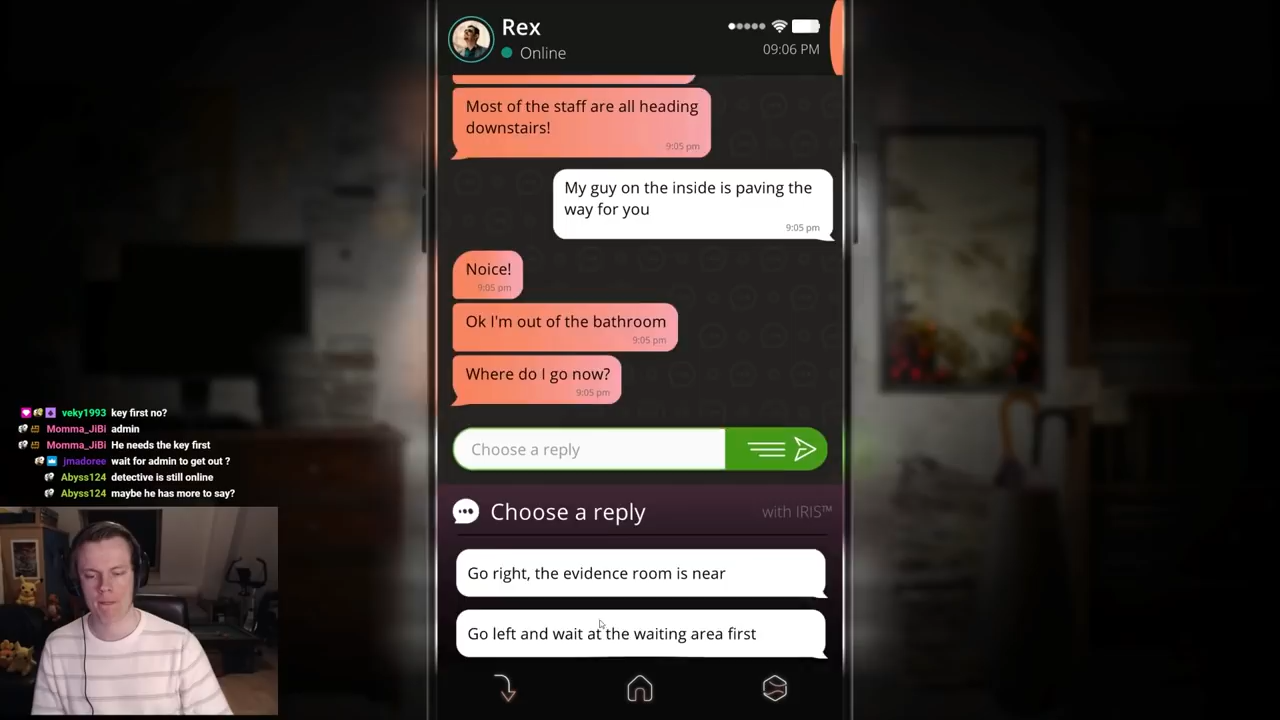 Rex
Online
09:06 PM
Most of the staff are all heading
downstairs!
9:05 pm
My guy on the inside is paving the
way for you
9:05 pm
Noice!
9:05 pm
Ok I'm out of the bathroom
9:05 pm
Where do I go now?
9:05 pm
Choose a reply
Choose a reply
with IRIS™
Go right, the evidence room is near
Go left and wait at the waiting area first
veky1993 key first no?
Momma_JiBi admin
Momma_JiBi He needs the key first
jmadoree wait for admin to get out ?
Abyss124 detective is still online
Abyss124 maybe he has more to say?